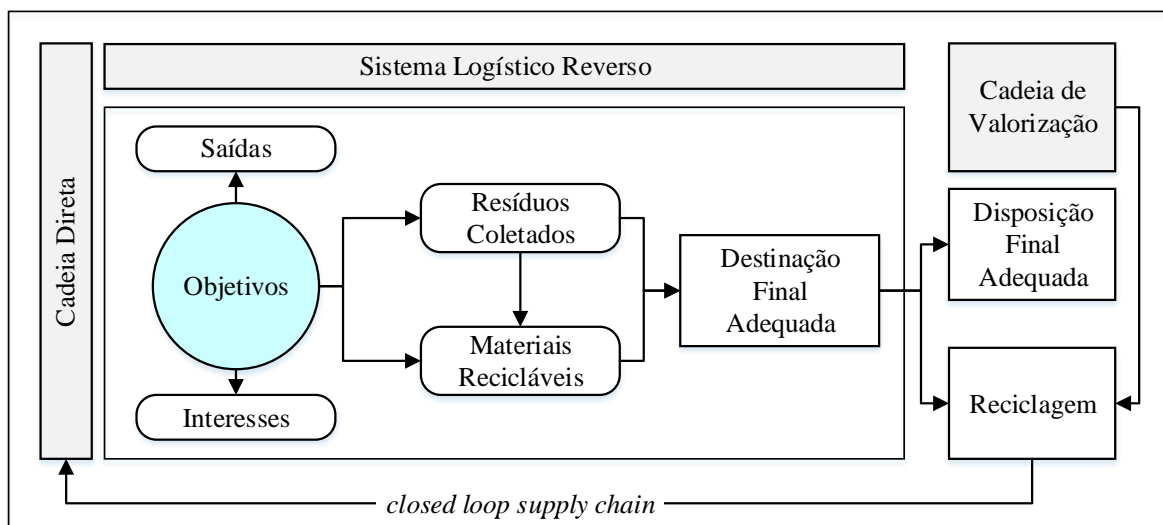 Cadeia Direta
Sistema Logístico Reverso
Cadeia de
Valorização
Saídas
Objetivos
Interesses
Resíduos
Coletados
Materiais
Recicláveis
Destinação
Final
Adequada
Disposição
Final
Adequada
Reciclagem
closed loop supply chain